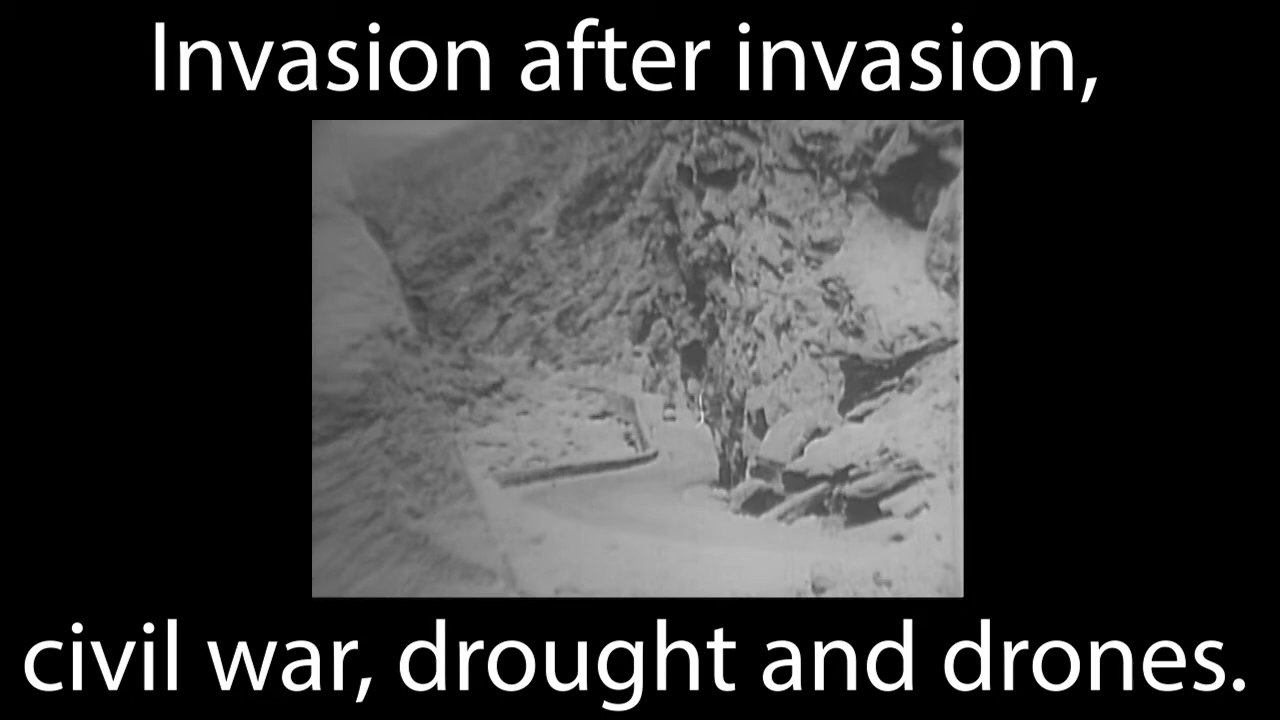 Invasion after invasion,
civil war, drought and drones.